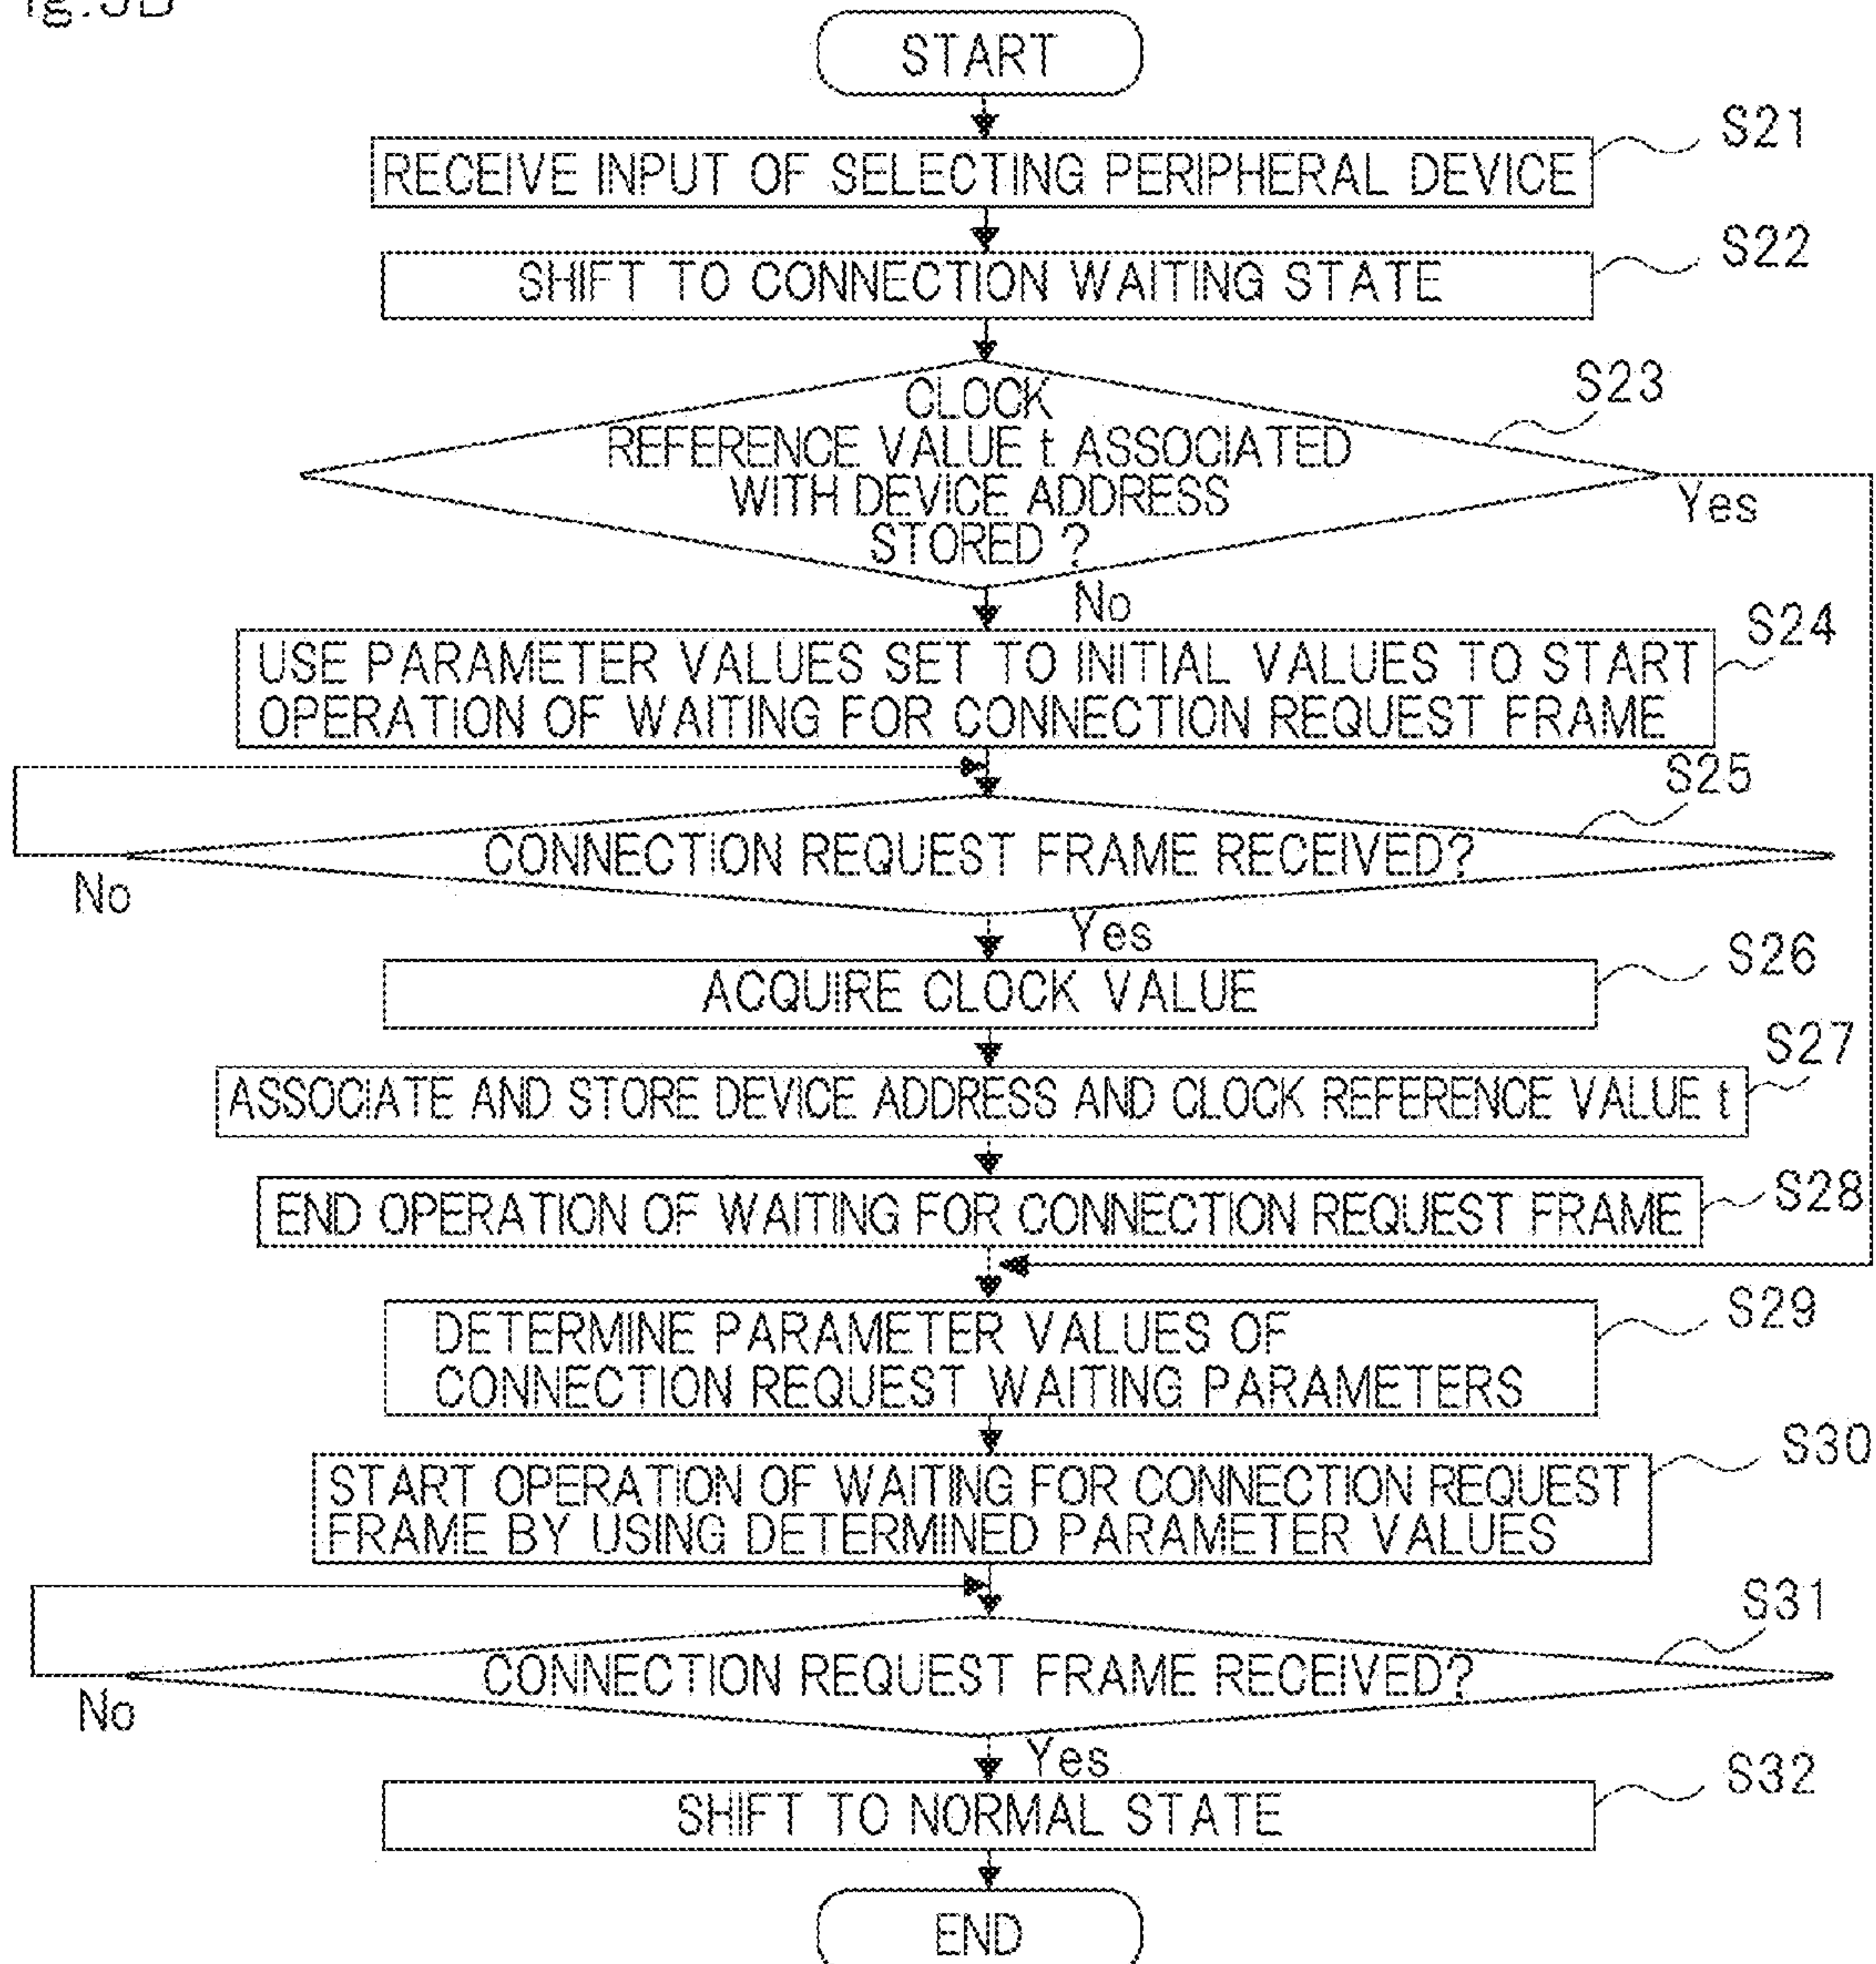 START
S21
RECEIVE INPUT OF SELECTING PERIPHERAL DEVICE
S22
SHIFT TO CONNECTION WAITING STATE
S23
CLOCK
REFERENCE VALUE t ASSOCIATED
WITH DEVICE ADDRESS
STORED ?
Yes
No
S24
USE PARAMETER VALUES SET TO INITIAL VALUES TO START
OPERATION OF WAITING FOR CONNECTION REQUEST FRAME
S25
CONNECTION REQUEST FRAME RECEIVED?
No
Yes
S26
ACQUIRE CLOCK VALUE
S27
ASSOCIATE AND STORE DEVICE ADDRESS AND CLOCK REFERENCE VALUE t
S28
END OPERATION OF WAITING FOR CONNECTION REQUEST FRAME
S29
DETERMINE PARAMETER VALUES OF
CONNECTION REQUEST WAITING PARAMETERS
S30
START OPERATION OF WAITING FOR CONNECTION REQUEST
FRAME BY USING DETERMINED PARAMETER VALUES
S31
CONNECTION REQUEST FRAME RECEIVED?
No
Yes
S32
SHIFT TO NORMAL STATE
END